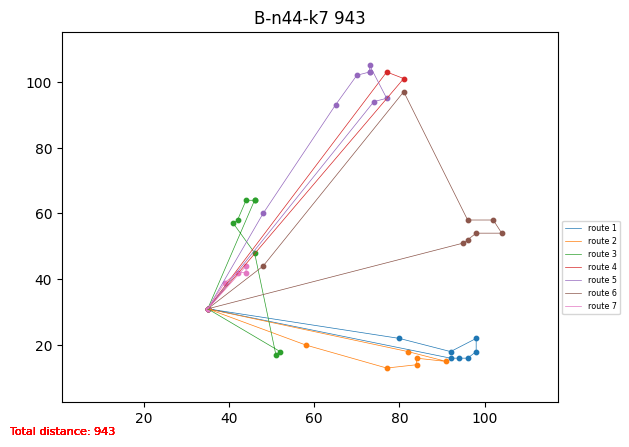 B-n44-k7 943
100
80
60
40
20
20
40
60
80
100
route 1
route 2
route 3
route 4
route 5
route 6
route 7
Total distance: 943